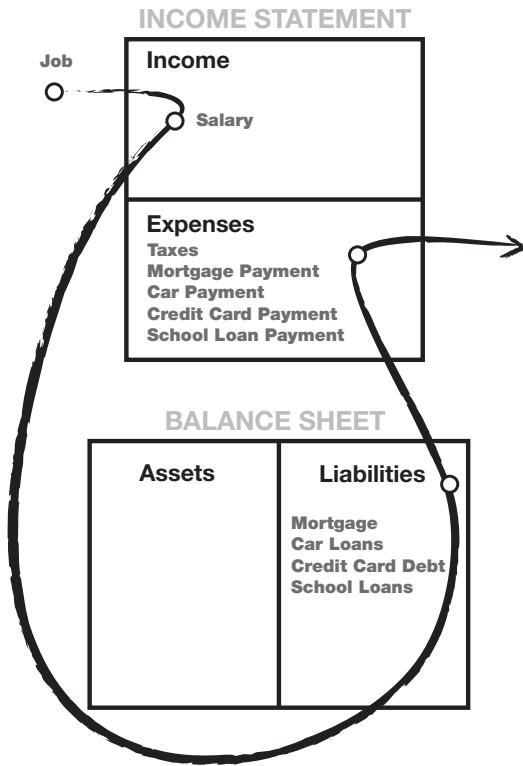 INCOME STATEMENT
Job
Income
Salary
Expenses
Taxes
Mortgage Payment
Car Payment
Credit Card Payment
School Loan Payment
BALANCE SHEET
Assets
Liabilities
Mortgage
Car Loans
Credit Card Debt
School Loans